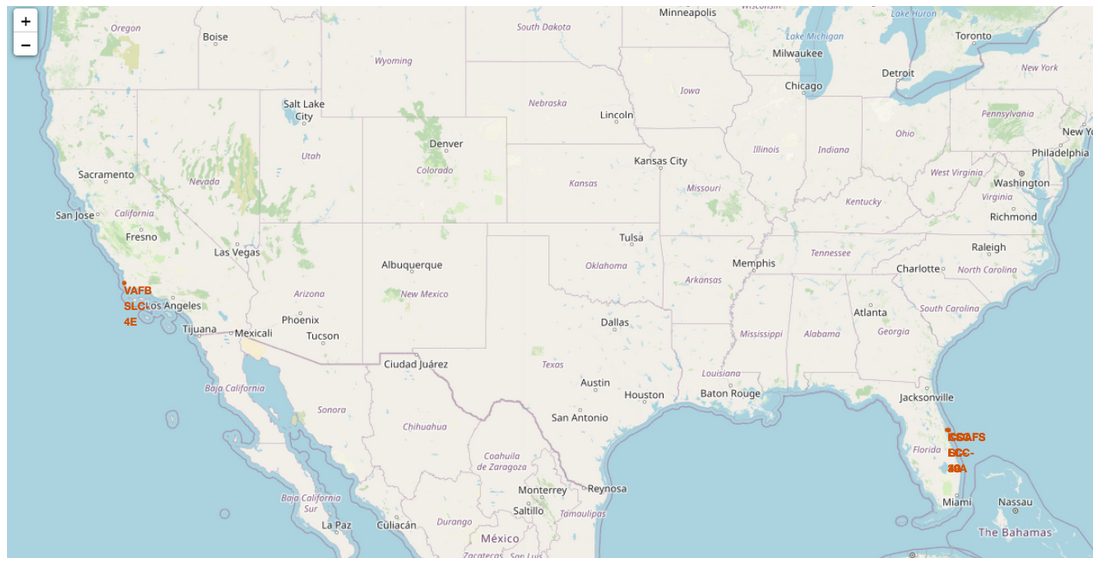 +
−
Minneapolis
Wisconsin
Lake Huron
Oregon
Boise
South Dakota
Lake Michigan
Toronto
Milwaukee
Wyoming
New York
Detroit
Chicago
Iowa
Salt Lake
City
Nebraska
Lincoln
Pennsylvania
Ohio
New Yo
Denver
Illinois
Indiana
Philadelphia
Utah
Kansas City
Colorado
Sacramento
Nevada
Kansas
Missouri
West Virginia
Washington
Virginia
Kentucky
San Jose
California
Richmond
Fresno
Tulsa
Las Vegas
Raleigh
Tennessee
Albuquerque
Oklahoma
Memphis
Charlotte
North Carolina
Arkansas
VAFB
SLC-
4E
Los Angeles
Arizona
New Mexico
South Carolina
Atlanta
Phoenix
Tijuana
Mexicali
Tucson
Dallas
Mississippi
Alabama
Georgia
Ciudad Juárez
Texas
Louisiana
Baja California
Austin
Houston
Baton Rouge
Jacksonville
Sonora
San Antonio
Chihuahua
Florida
Coahuila
de Zaragoza
Monterrey
Reynosa
Baja California
Sur
Saltillo
Miami
Nassau
La Paz
Culiacán
Durango
Tamaulipas
The Bahamas
México
Zacatecas
San Luis